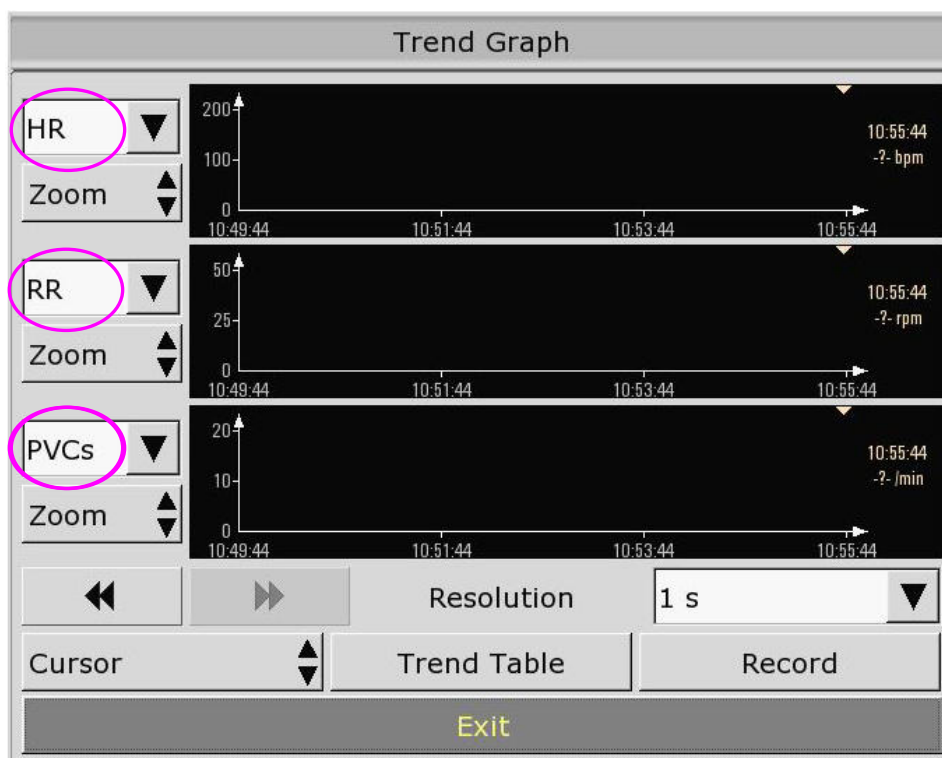 Trend Graph
HR
Zoom
200
100
0
10:49:44 10:51:44 10:53:44 10:55:44
10:55:44
-?- bpm
RR
Zoom
50
25
0
10:49:44 10:51:44 10:53:44 10:55:44
10:55:44
-?- rpm
PVCs
Zoom
20
10
0
10:49:44 10:51:44 10:53:44 10:55:44
10:55:44
-?- /min
Resolution 1 s
Cursor Trend Table Record
Exit